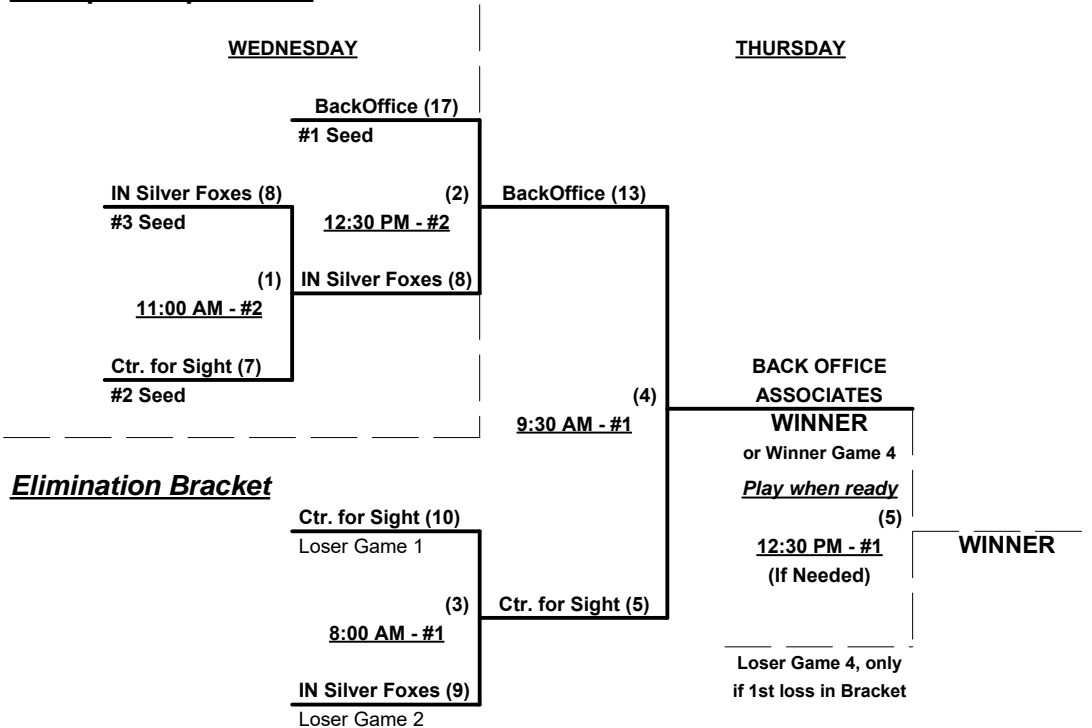 WEDNESDAY
THURSDAY
BackOffice (17)
#1 Seed
IN Silver Foxes (8)
#3 Seed
(2)
12:30 PM - #2
BackOffice (13)
(1)
11:00 AM - #2
IN Silver Foxes (8)
Ctr. for Sight (7)
#2 Seed
(4)
9:30 AM - #1
BACK OFFICE
ASSOCIATES
WINNER
or Winner Game 4
Elimination Bracket
Play when ready
Ctr. for Sight (10)
Loser Game 1
(5)
12:30 PM - #1
(If Needed)
WINNER
(3)
8:00 AM - #1
Ctr. for Sight (5)
IN Silver Foxes (9)
Loser Game 2
Loser Game 4, only
if 1st loss in Bracket